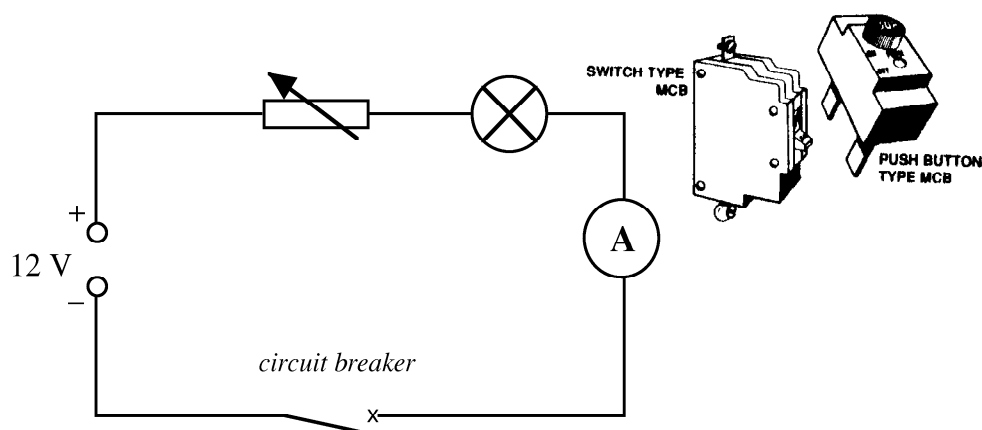 SWITCH TYPE
MCB
PUSH BUTTON
TYPE MCB
+
12 V
–
A
circuit breaker
x